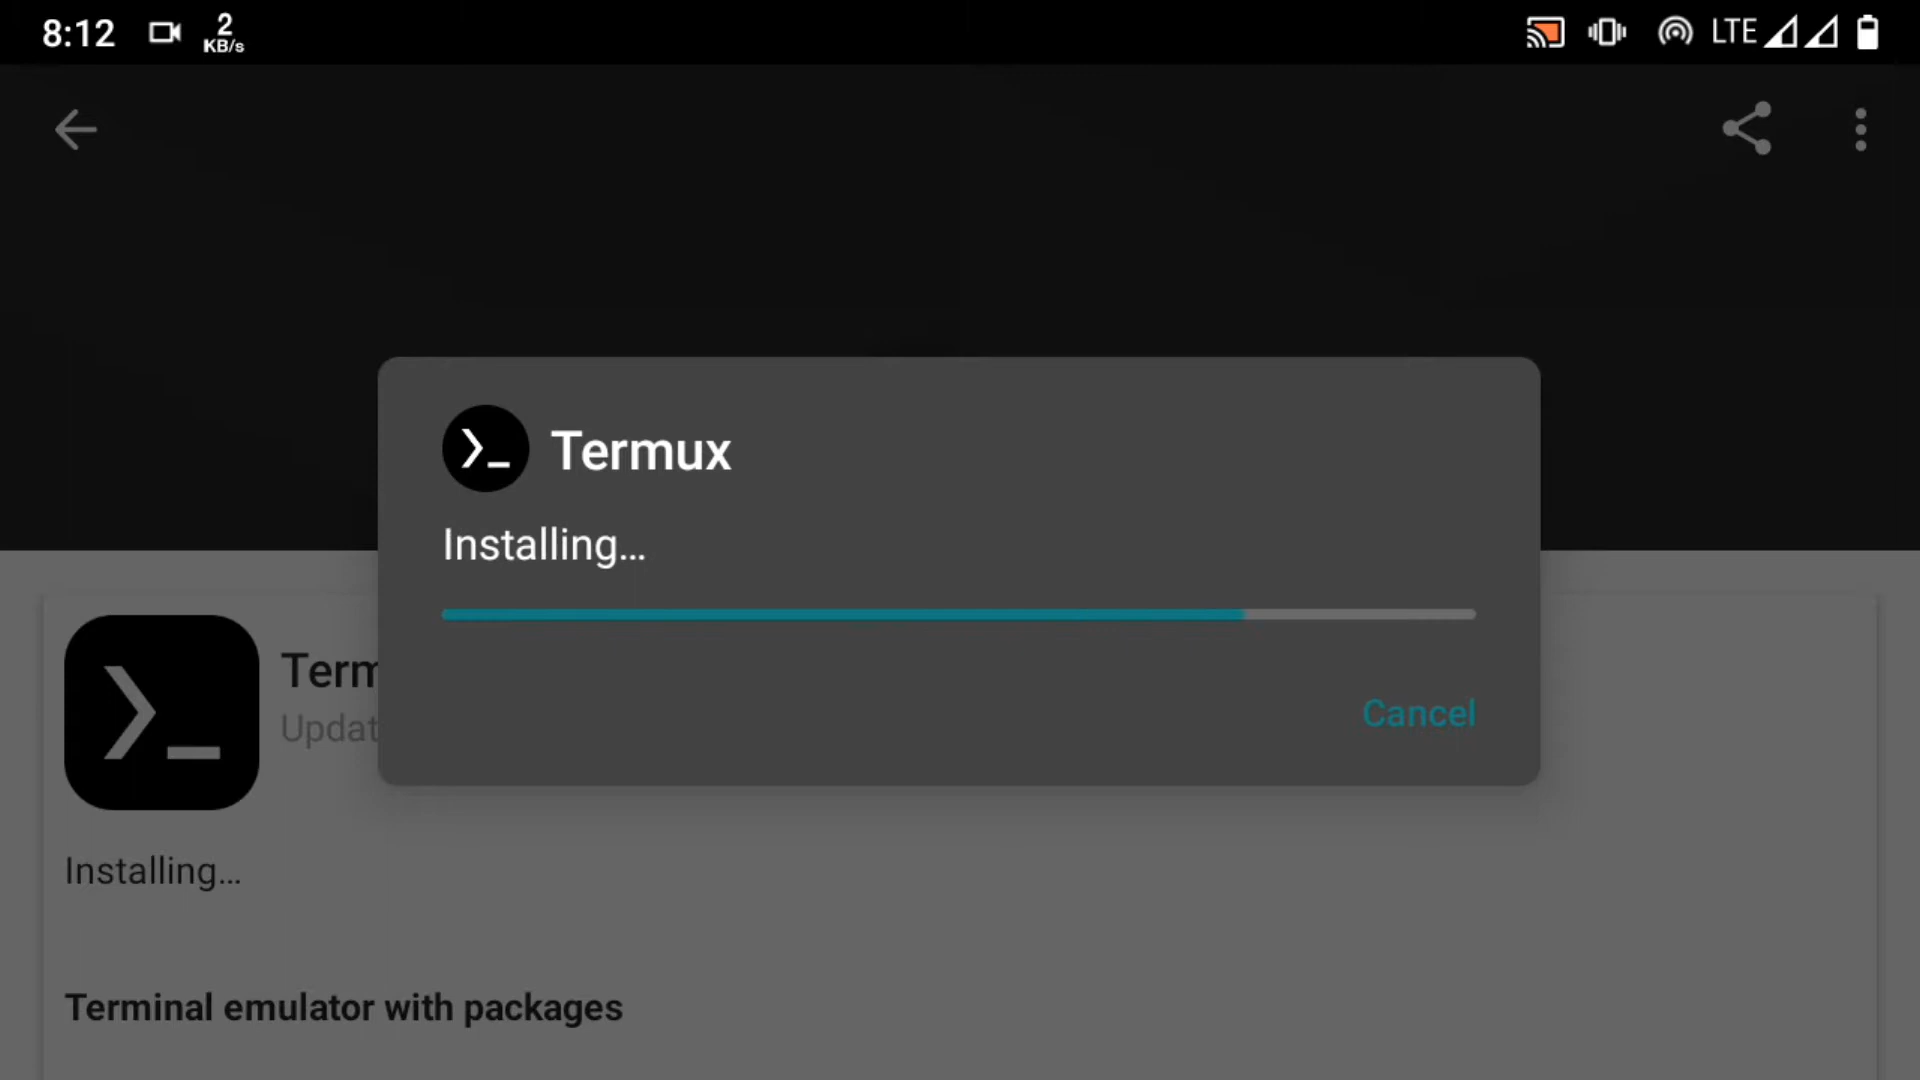 8:12
2
KB/s
LTE
Termux
Installing...
Cancel
Term
Updat
Installing...
Terminal emulator with packages